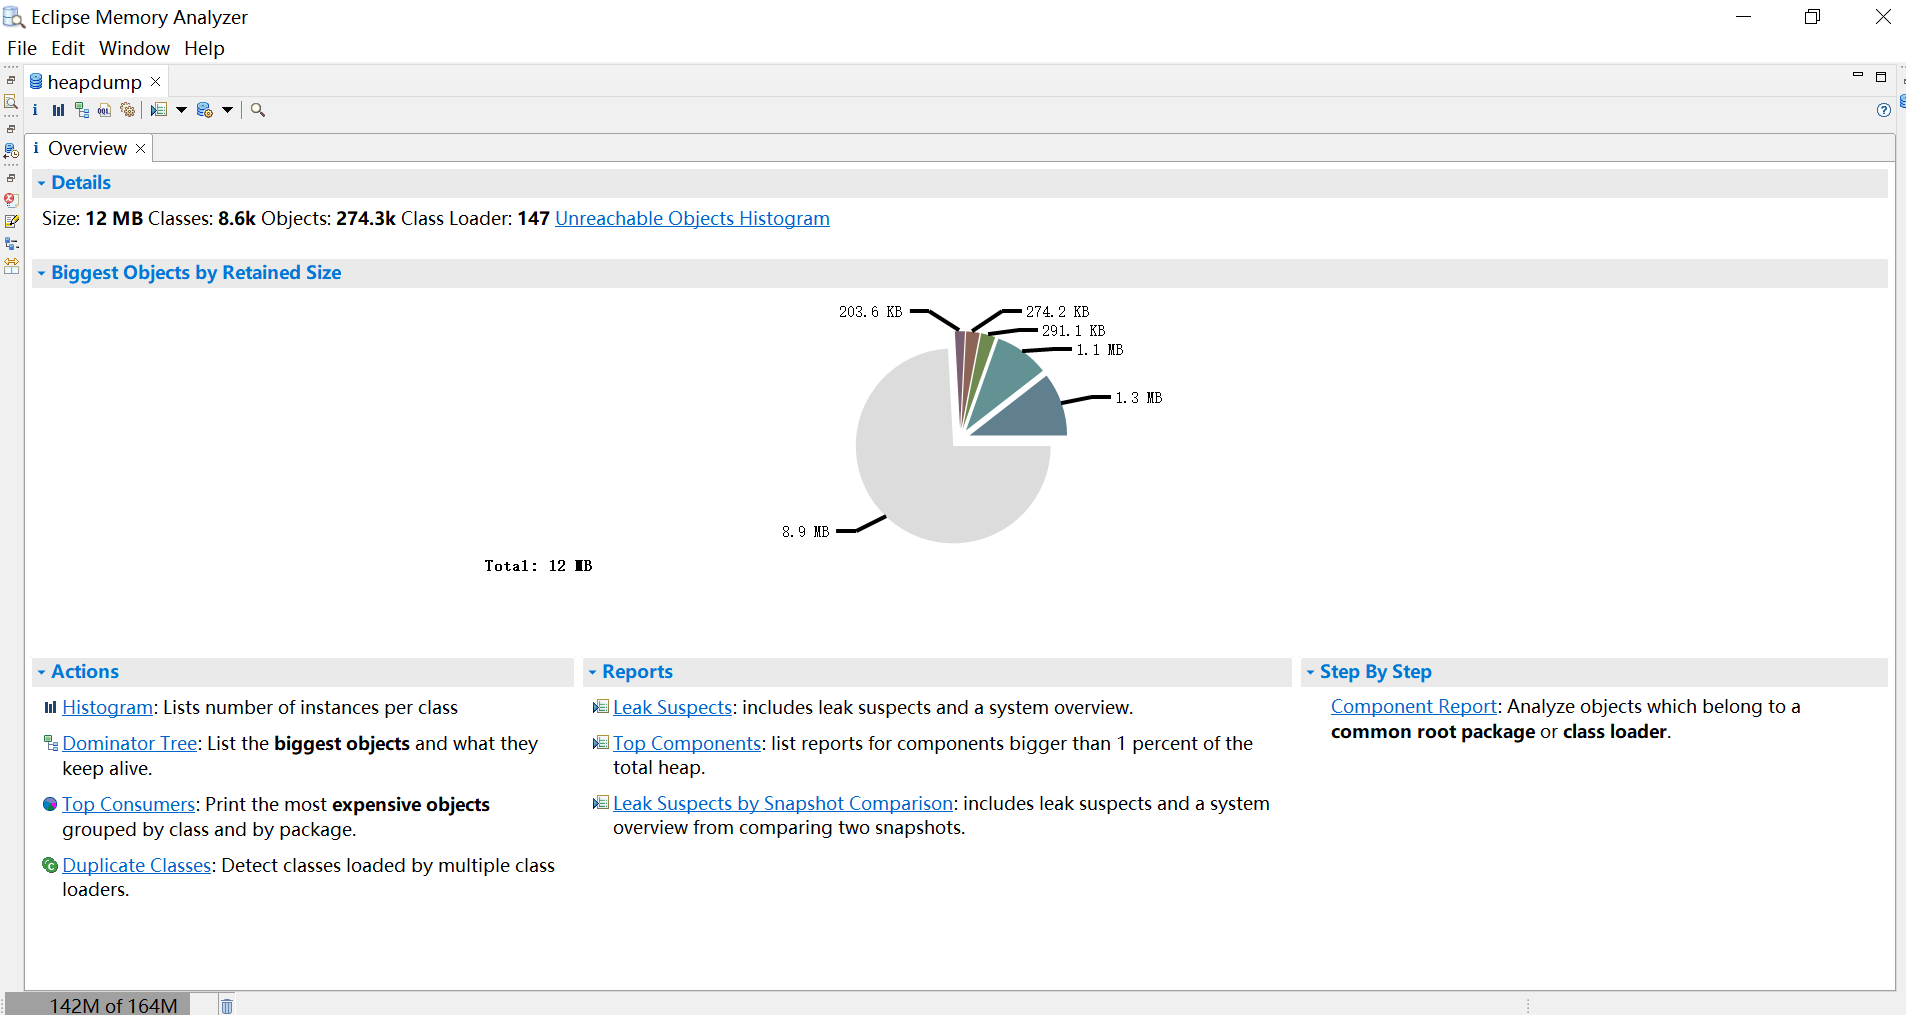 Eclipse Memory Analyzer
File Edit Window Help
heapdump
Overview
Details
Size: 12 MB Classes: 8.6k Objects: 274.3k Class Loader: 147 Unreachable Objects Histogram
Biggest Objects by Retained Size
203.6 KB
274.2 KB
291.1 KB
1.1 MB
1.3 MB
8.9 MB
Total: 12 MB
Actions
Histogram: Lists number of instances per class
Dominator Tree: List the biggest objects and what they
keep alive.
Top Consumers: Print the most expensive objects
grouped by class and by package.
Duplicate Classes: Detect classes loaded by multiple class
loaders.
Reports
Leak Suspects: includes leak suspects and a system overview.
Top Components: list reports for components bigger than 1 percent of the
total heap.
Leak Suspects by Snapshot Comparison: includes leak suspects and a system
overview from comparing two snapshots.
Step By Step
Component Report: Analyze objects which belong to a
common root package or class loader.
142M of 164M